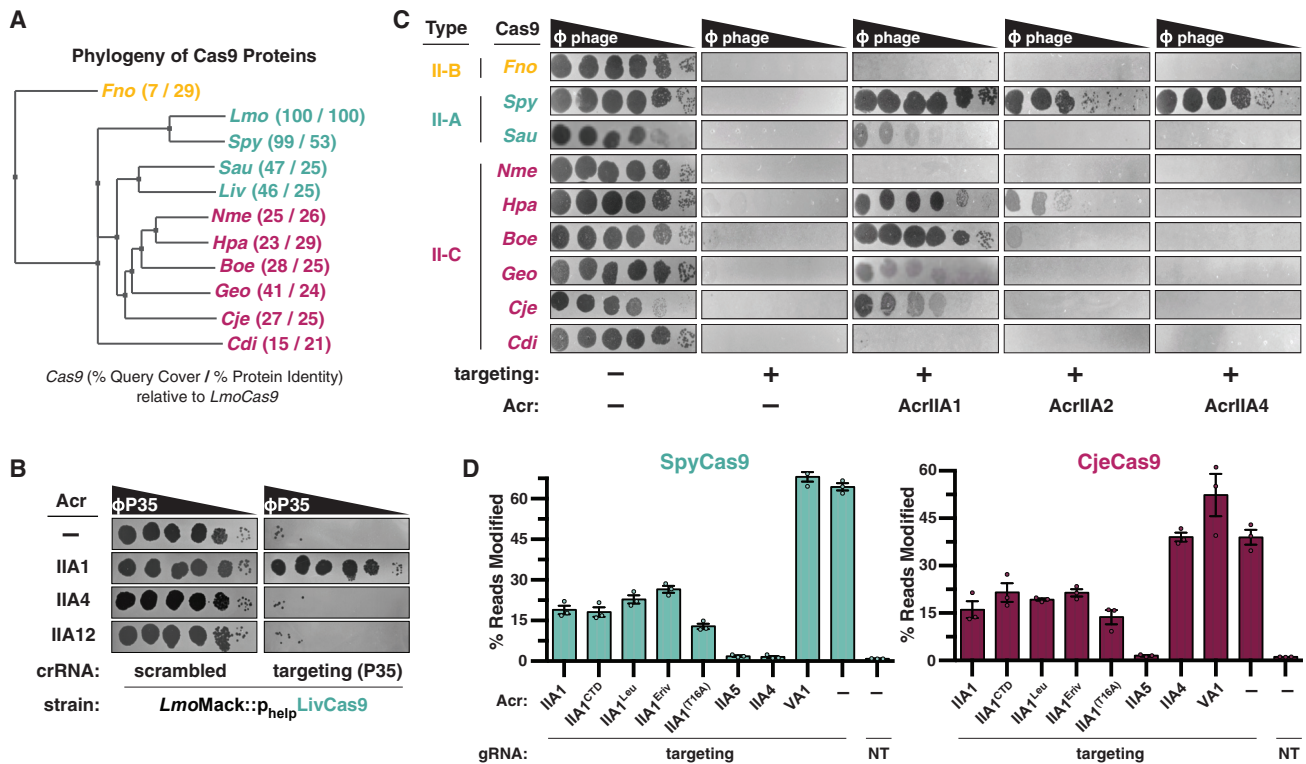 A
Phylogeny of Cas9 Proteins
Fno (7 / 29)
Lmo (100 / 100)
Spy (99 / 53)
Sau (47 / 25)
Liv (46 / 25)
Nme (25 / 26)
Hpa (23 / 29)
Boe (28 / 25)
Geo (41 / 24)
Cje (27 / 25)
Cdi (15 / 21)
Cas9 (% Query Cover / % Protein Identity)
relative to LmoCas9
B
Acr
ϕP35 ϕP35
–
IIA1
IIA4
IIA12
crRNA: scrambled targeting (P35)
strain: LmoMack::phelpLivCas9
C
Type Cas9 ϕ phage ϕ phage ϕ phage ϕ phage ϕ phage
II-B Fno
II-A Spy
Sau
II-C Nme
Hpa
Boe
Geo
Cje
Cdi
targeting: – + + + +
Acr: – – AcrIIA1 AcrIIA2 AcrIIA4
D
SpyCas9
% Reads Modified
60
45
30
15
0
Acr: IIA1 IIA1CTD IIA1Leu IIA1Eriv IIA1(T16A) IIA5 IIA4 VA1 – –
gRNA: targeting NT
CjeCas9
% Reads Modified
60
45
30
15
0
IIA1 IIA1CTD IIA1Leu IIA1Eriv IIA1(T16A) IIA5 IIA4 VA1 – –
targeting NT